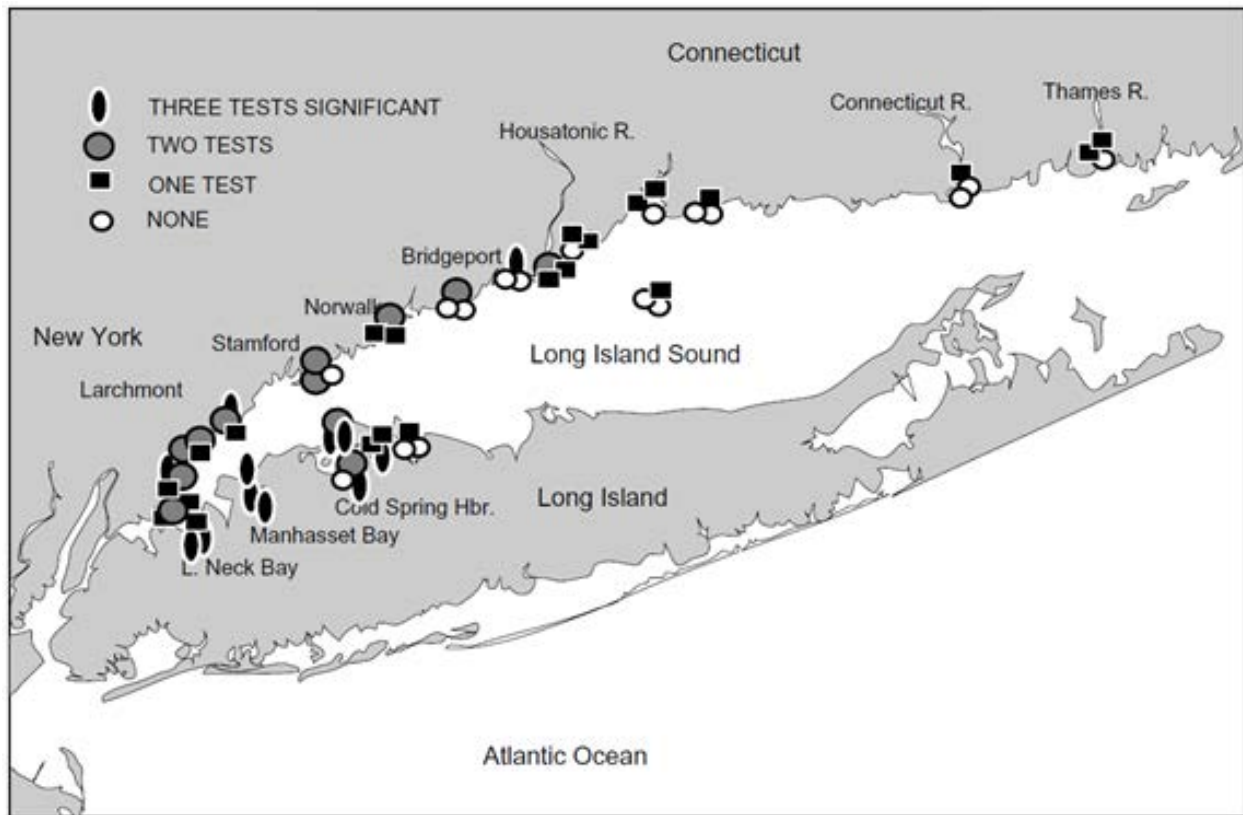 Connecticut
Connecticut R.
Thames R.
THREE TESTS SIGNIFICANT
TWO TESTS
ONE TEST
NONE
Housatonic R.
Bridgeport
Norwalk
New York
Stamford
Long Island Sound
Larchmont
Long Island
Cold Spring Hbr.
Manhasset Bay
L. Neck Bay
Atlantic Ocean